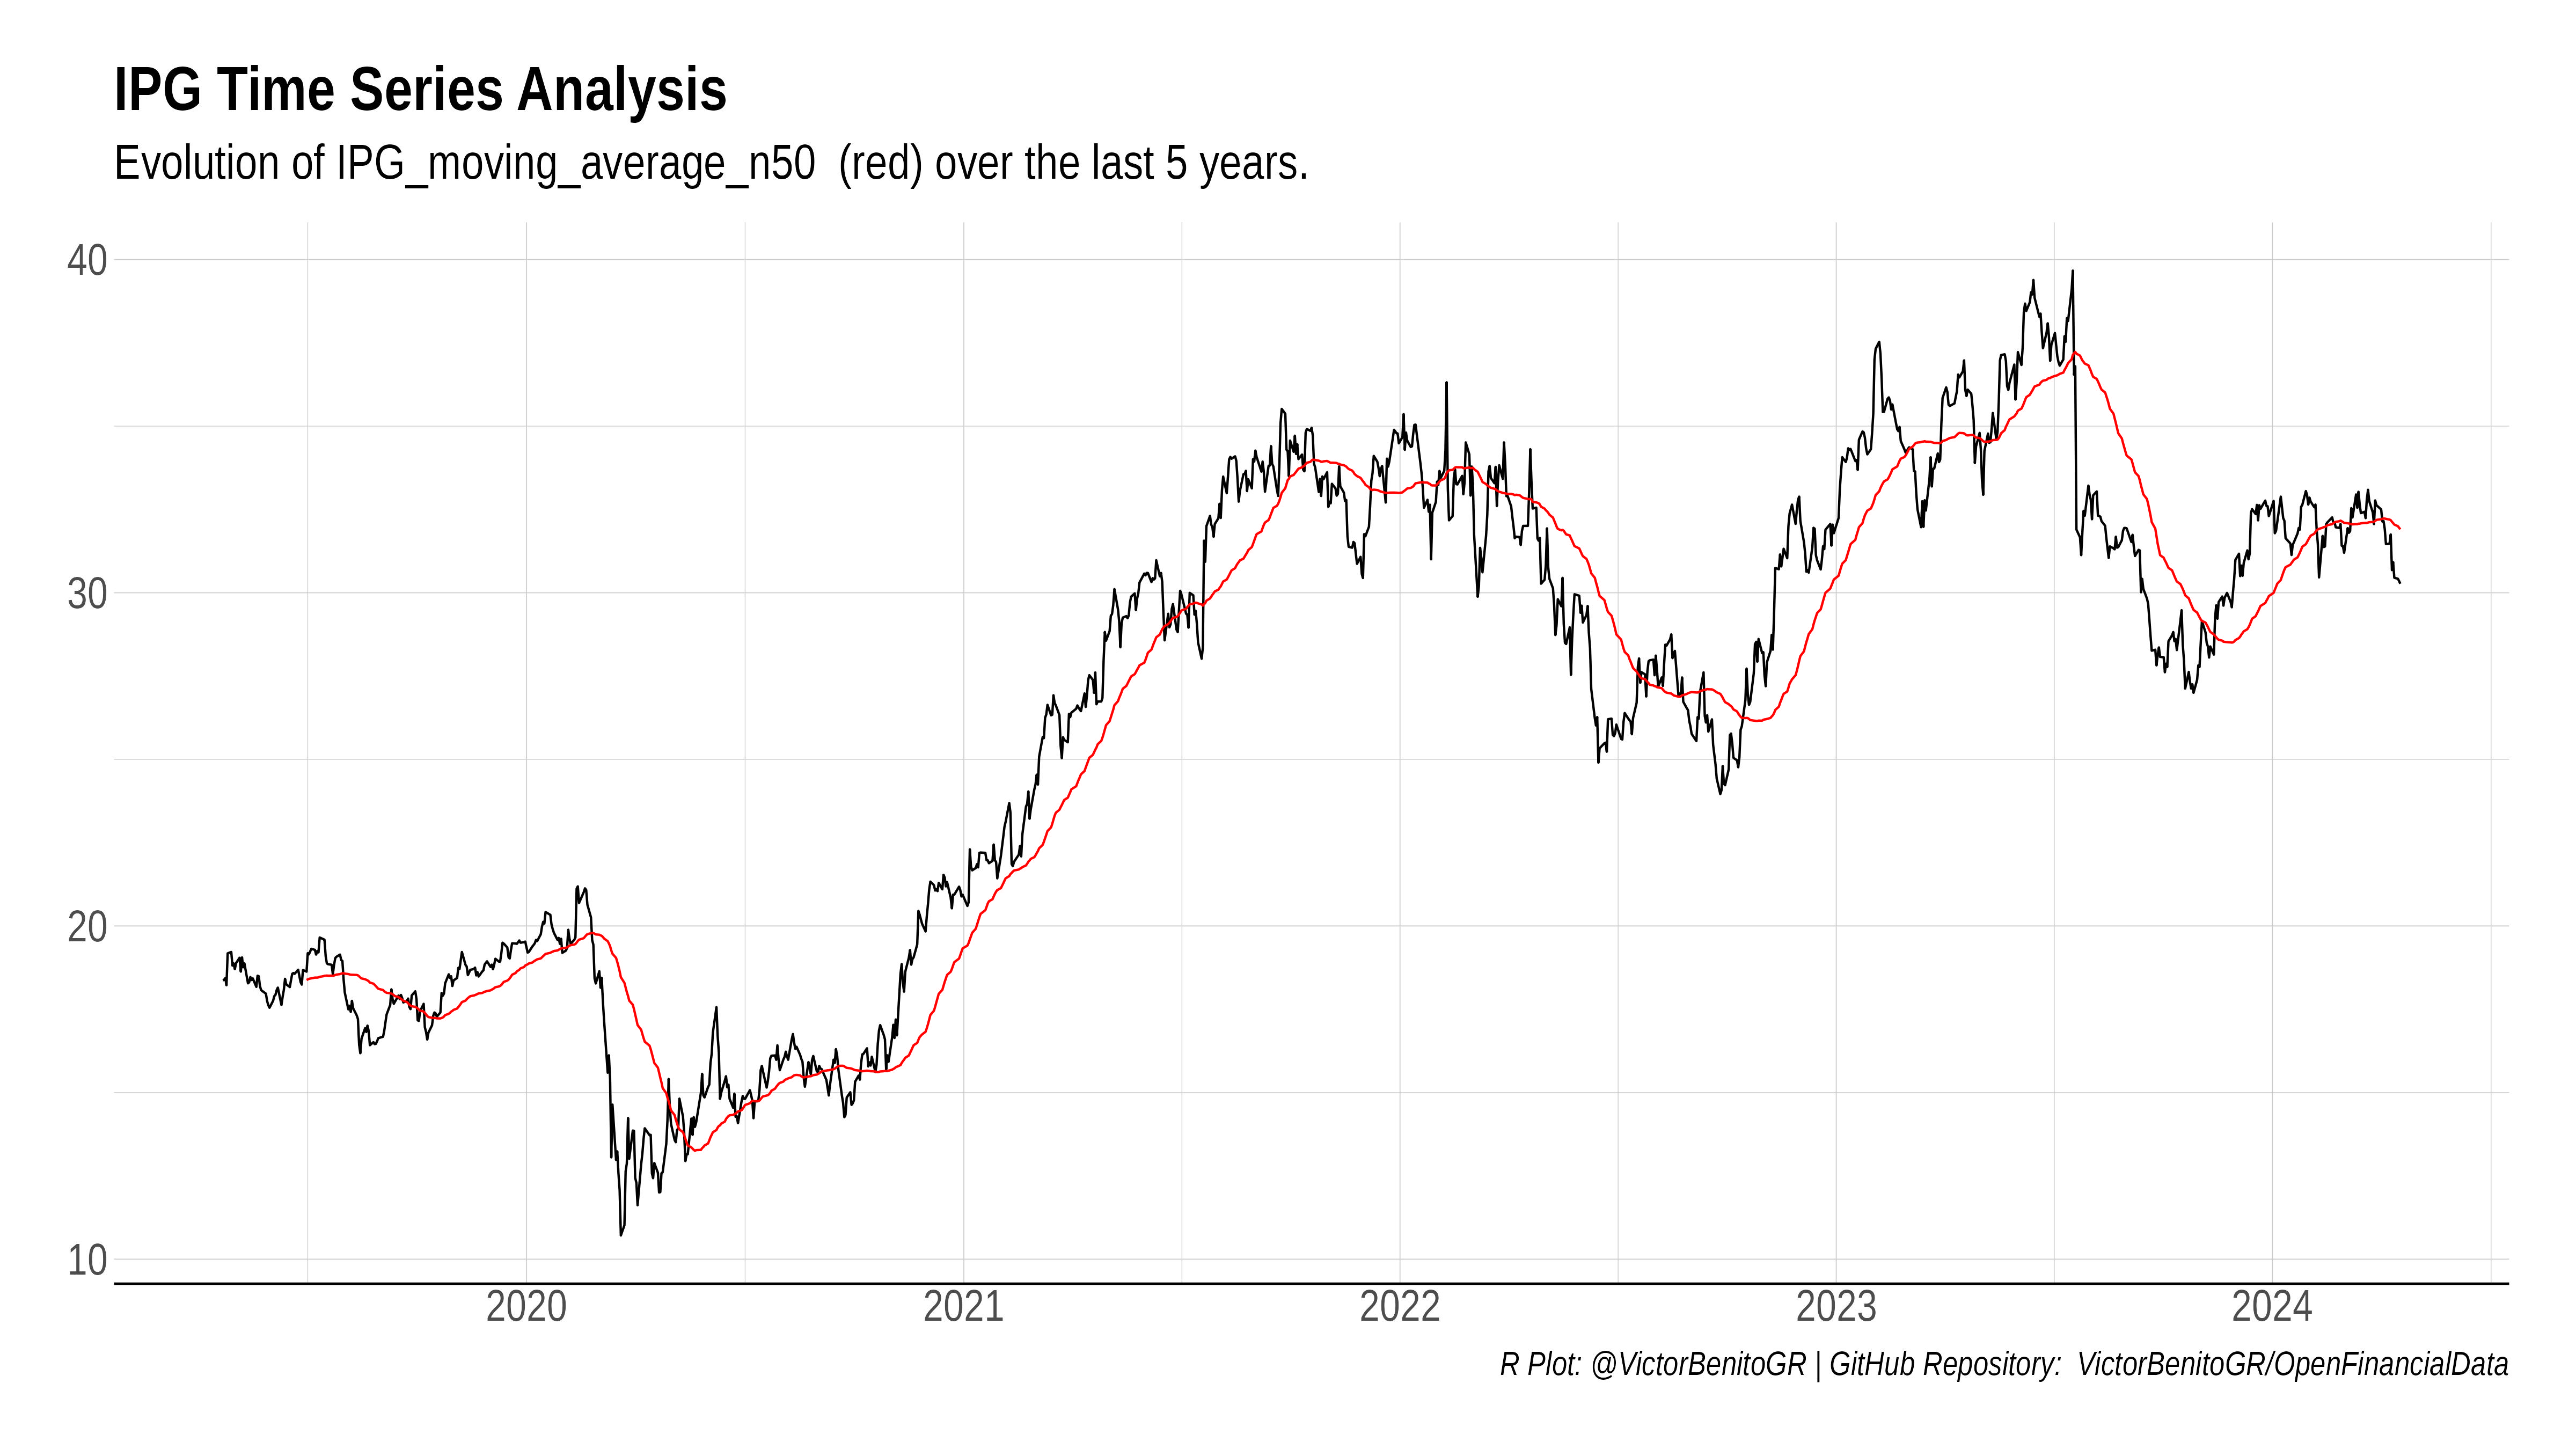 IPG Time Series Analysis
Evolution of IPG_moving_average_n50  (red) over the last 5 years.
40
30
20
10
2020 2021 2022 2023 2024
R Plot: @VictorBenitoGR | GitHub Repository:  VictorBenitoGR/OpenFinancialData